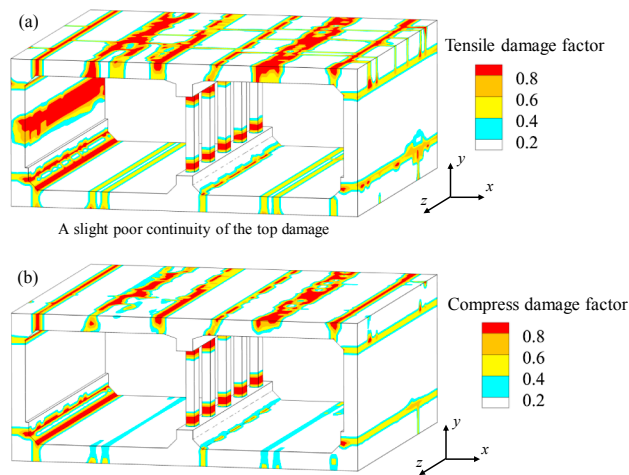 (a)
Tensile damage factor
0.8
0.6
0.4
0.2
y
x
z
A slight poor continuity of the top damage
(b)
Compress damage factor
0.8
0.6
0.4
0.2
y
x
z